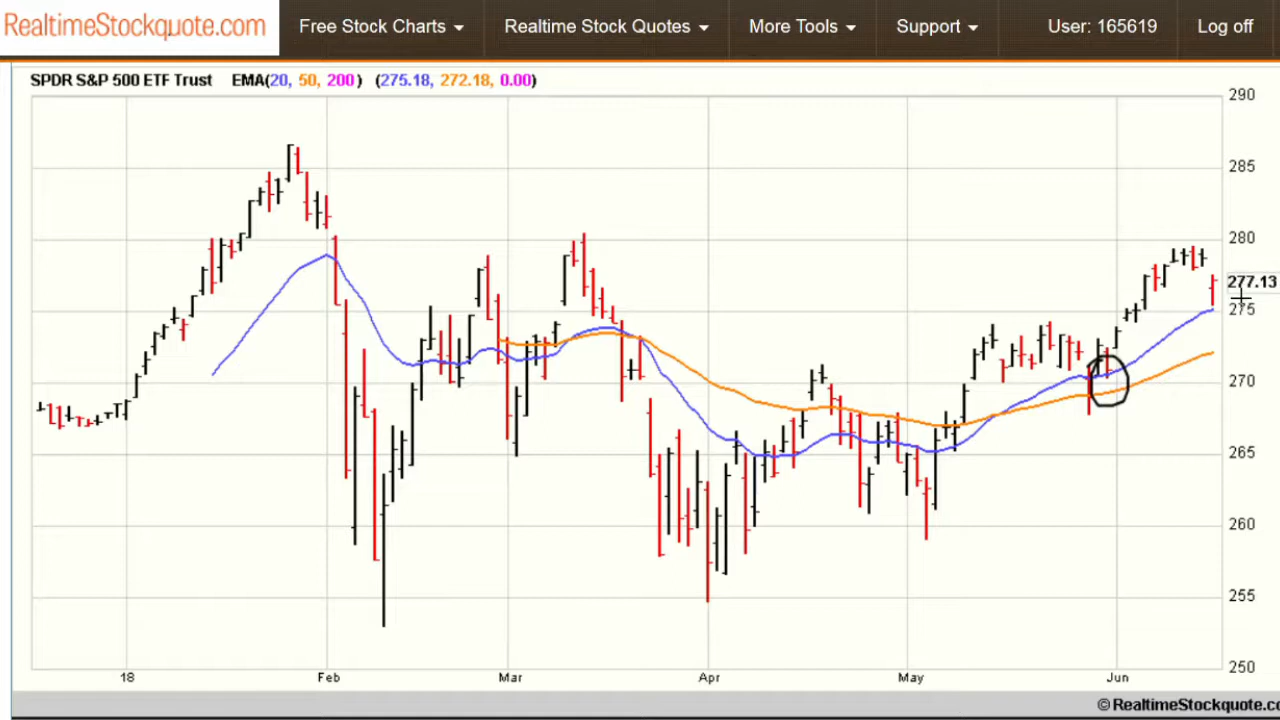 RealtimeStockquote.com Free Stock Charts Realtime Stock Quotes More Tools Support User: 165619 Log off
SPDR S&P 500 ETF Trust EMA(20, 50, 200 ) (275.18, 272.18, 0.00)
290
285
280
277.13
275
270
265
260
255
250
18 Feb Mar Apr May Jun
© RealtimeStockquote.co